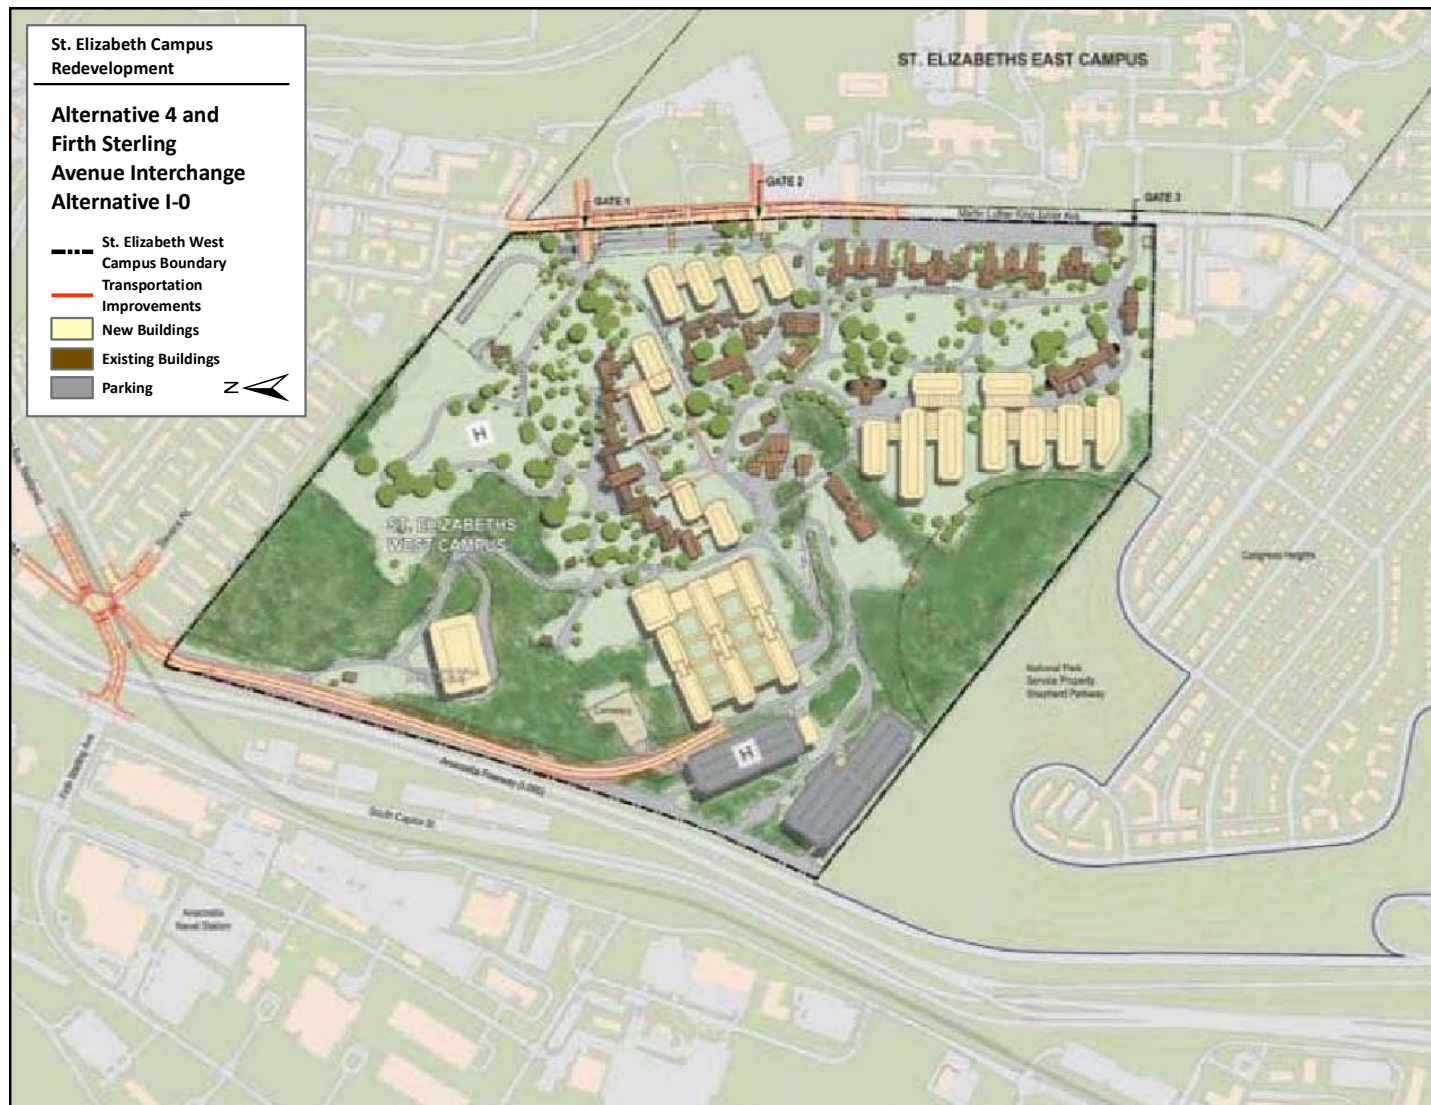 St. Elizabeth Campus
Redevelopment
Alternative 4 and
Firth Sterling
Avenue Interchange
Alternative I-0
St. Elizabeth West
Campus Boundary
Transportation
Improvements
New Buildings
Existing Buildings
Parking
N
ST. ELIZABETHS EAST CAMPUS
GATE 1
GATE 2
GATE 3
Martin Luther King Junior Ave
H
ST. ELIZABETHS
WEST CAMPUS
Congress Heights
National Park
Service Property
Shepherd Parkway
H
Firth Sterling Ave
Anacostia Freeway (I-295)
South Capitol St
Anacostia
Naval Station